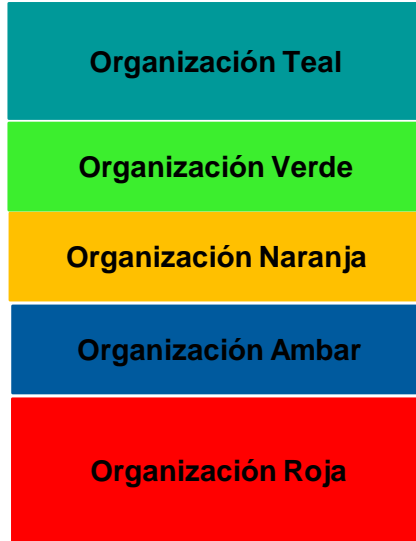 Organización Teal
Organización Verde
Organización Naranja
Organización Ambar
Organización Roja